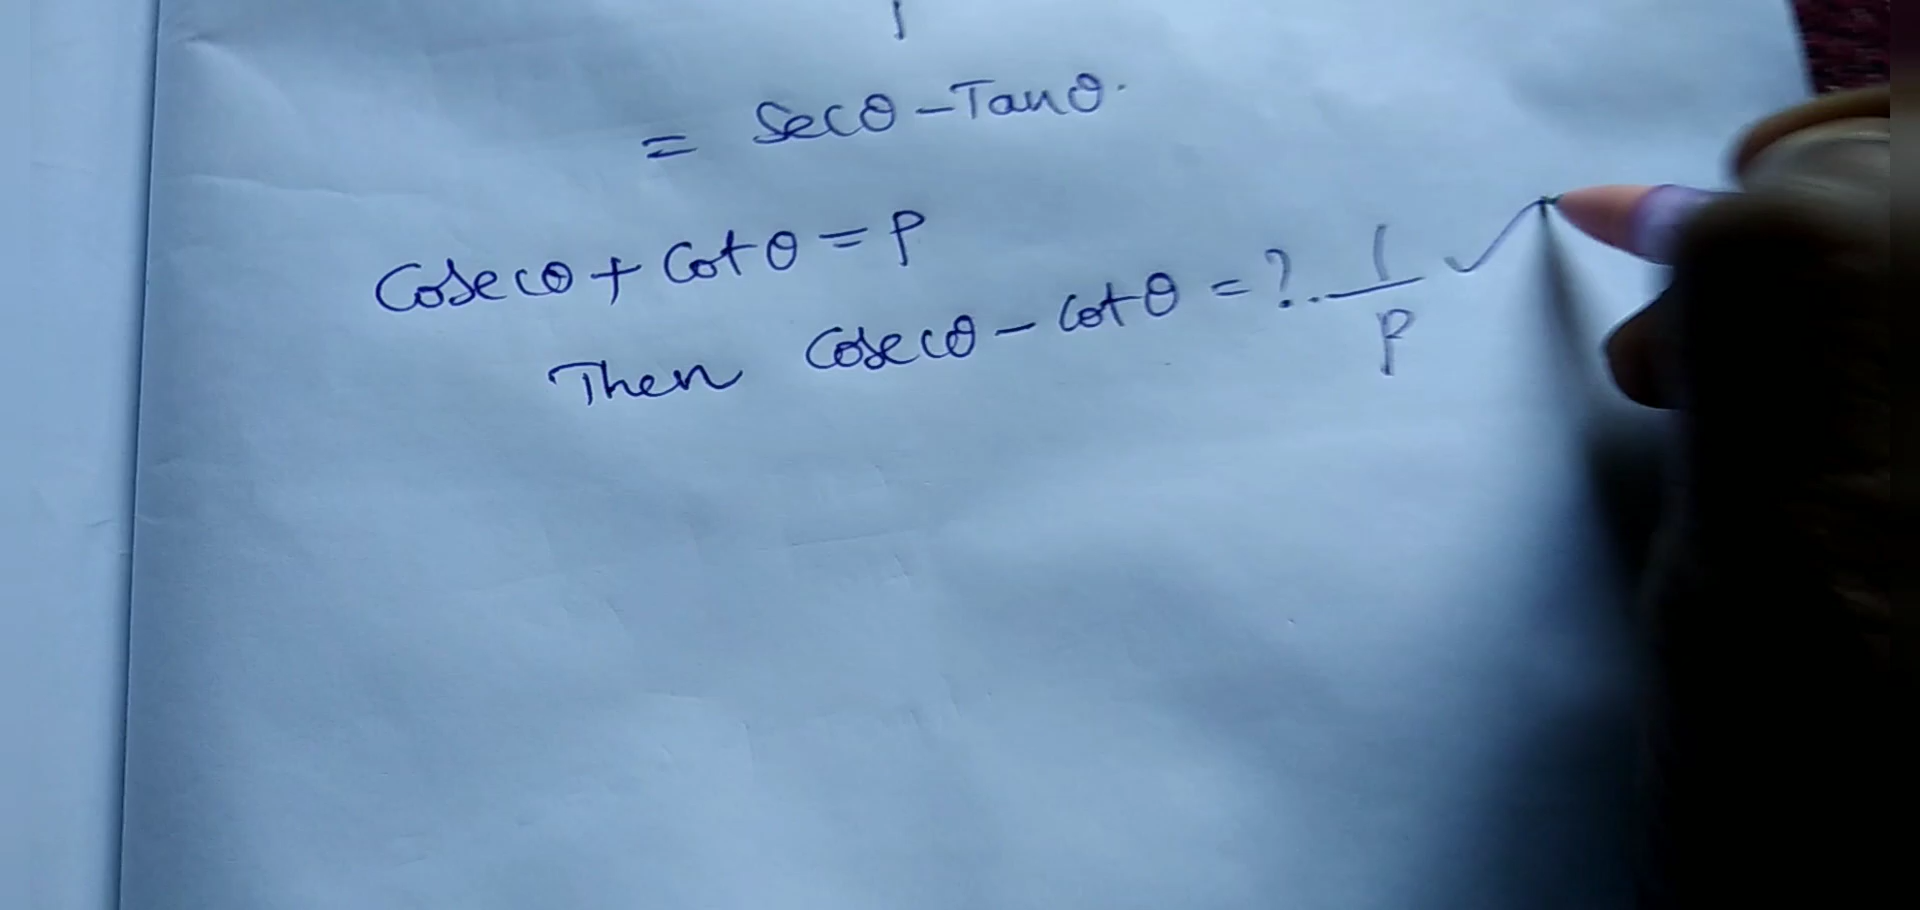 = Secθ - Tanθ.
Cosecθ + Cotθ = P
Then Cosecθ - Cotθ = ? . 1/P ✓